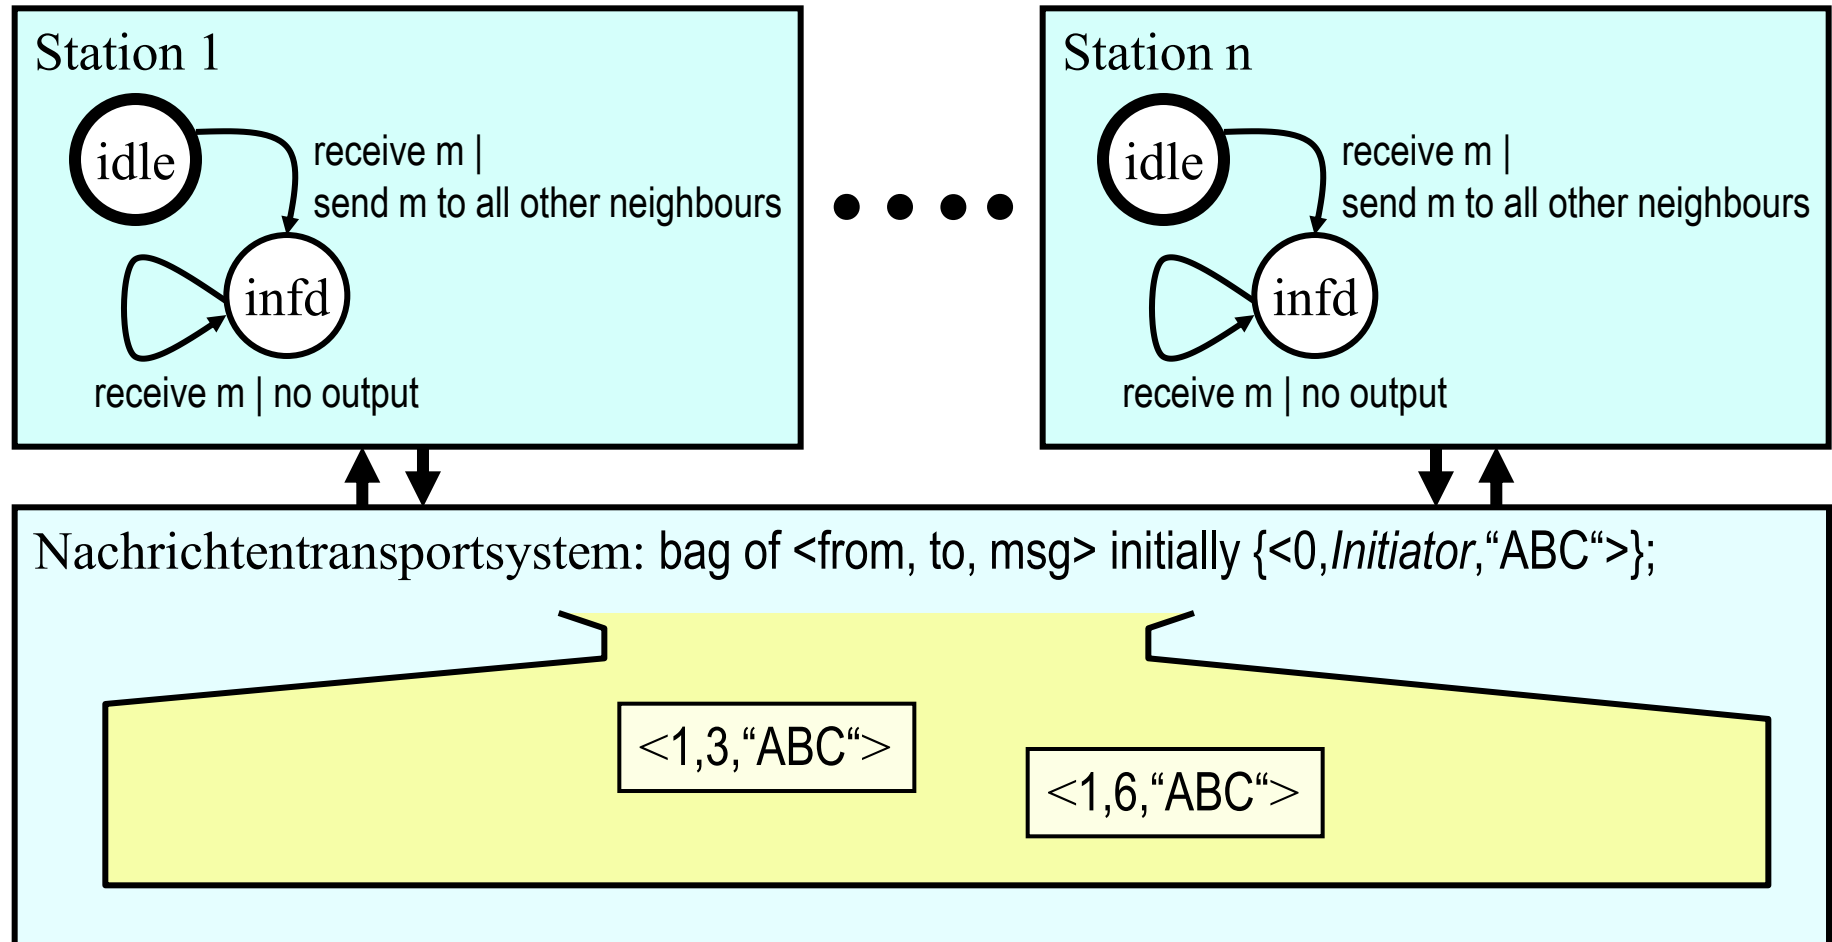 Station 1
idle
receive m |
send m to all other neighbours
infd
receive m | no output
Station n
idle
receive m |
send m to all other neighbours
infd
receive m | no output
Nachrichtentransportsystem: bag of <from, to, msg> initially {<0,Initiator,“ABC“>};
<1,3,“ABC“>
<1,6,“ABC“>